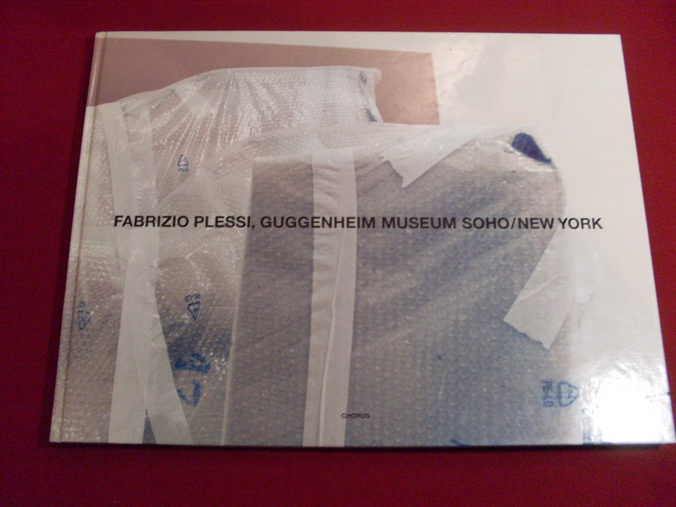 FABRIZIO PLESSI, GUGGENHEIM MUSEUM SOHO/NEW YORK
CHORUS